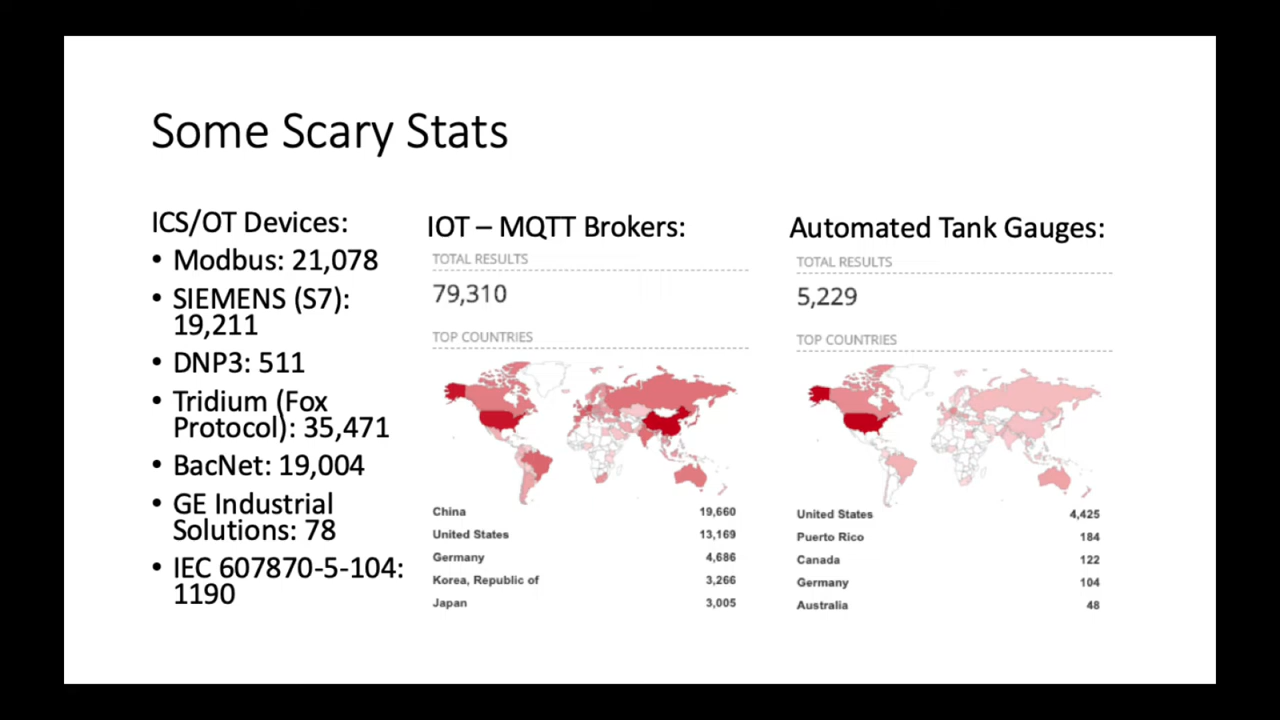 Some Scary Stats
ICS/OT Devices:
• Modbus: 21,078
• SIEMENS (S7):
19,211
• DNP3: 511
• Tridium (Fox
Protocol): 35,471
• BacNet: 19,004
• GE Industrial
Solutions: 78
• IEC 607870-5-104:
1190
IOT – MQTT Brokers:
TOTAL RESULTS
79,310
TOP COUNTRIES
China 19,660
United States 13,169
Germany 4,686
Korea, Republic of 3,266
Japan 3,005
Automated Tank Gauges:
TOTAL RESULTS
5,229
TOP COUNTRIES
United States 4,425
Puerto Rico 184
Canada 122
Germany 104
Australia 48